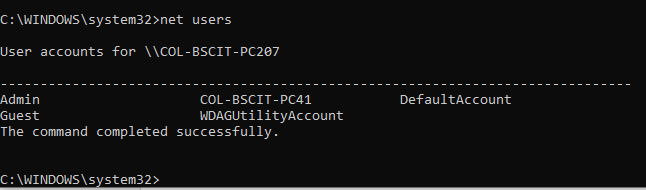 C:\WINDOWS\system32>net users
User accounts for \\COL-BSCIT-PC207
-------------------------------------------------------------------------------
Admin                    COL-BSCIT-PC41           DefaultAccount
Guest                    WDAGUtilityAccount
The command completed successfully.
C:\WINDOWS\system32>